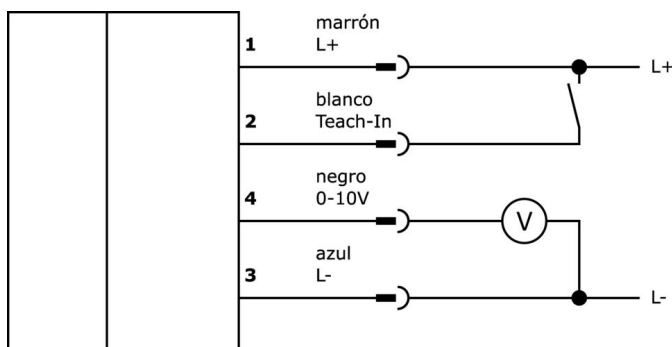 marrón
1 L+
L+
blanco
2 Teach-In
negro
4 0-10V
V
azul
3 L-
L-